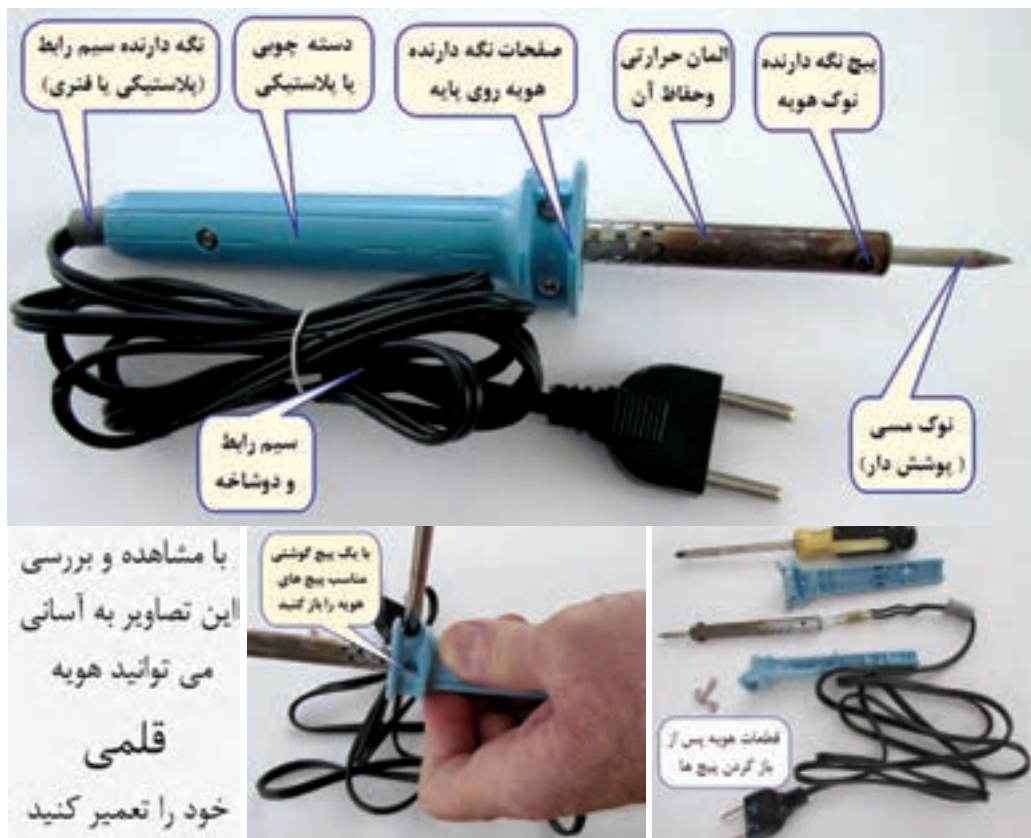 پیچ نگه دارنده
نوک هویه
المان حرارتی
وحفاظ آن
صفحات نگه دارنده
هویه روی پایه
دسته چوبی
یا پلاستیکی
نگه دارنده سیم رابط
(پلاستیکی یا فنری)
نوک مسی
( پوشش دار)
سیم رابط
و دوشاخه
قطعات هویه پس از
باز کردن پیچ ها
با یک پیچ گوشتی
مناسب پیچ های
هویه را باز کنید
با مشاهده و بررسی
این تصاویر به آسانی
می توانید هویه
قلمی
خود را تعمیر کنید